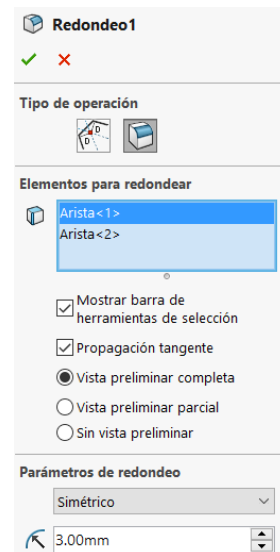 Redondeo1
Tipo de operación
Elementos para redondear
Arista<1>
Arista<2>
Mostrar barra de
herramientas de selección
Propagación tangente
Vista preliminar completa
Vista preliminar parcial
Sin vista preliminar
Parámetros de redondeo
Simétrico
3.00mm